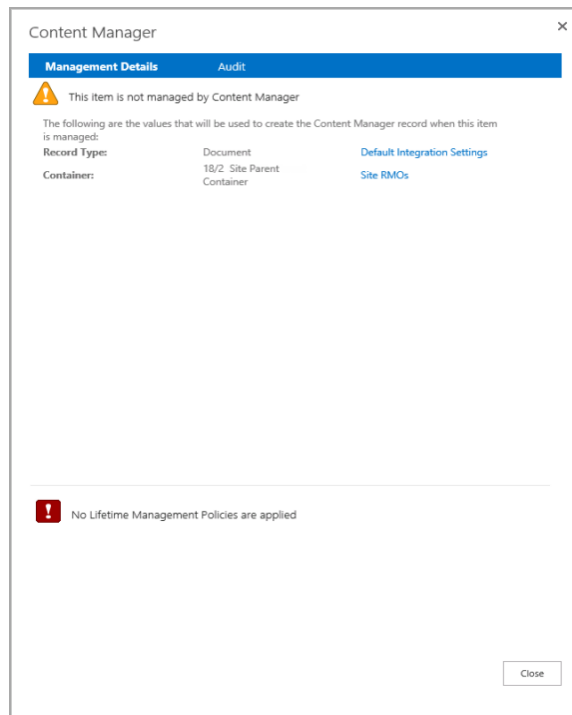 Content Manager
Management Details Audit
This item is not managed by Content Manager
The following are the values that will be used to create the Content Manager record when this item
is managed:
Record Type: Document Default Integration Settings
Container: 18/2 Site Parent Container Site RMOs
No Lifetime Management Policies are applied
Close